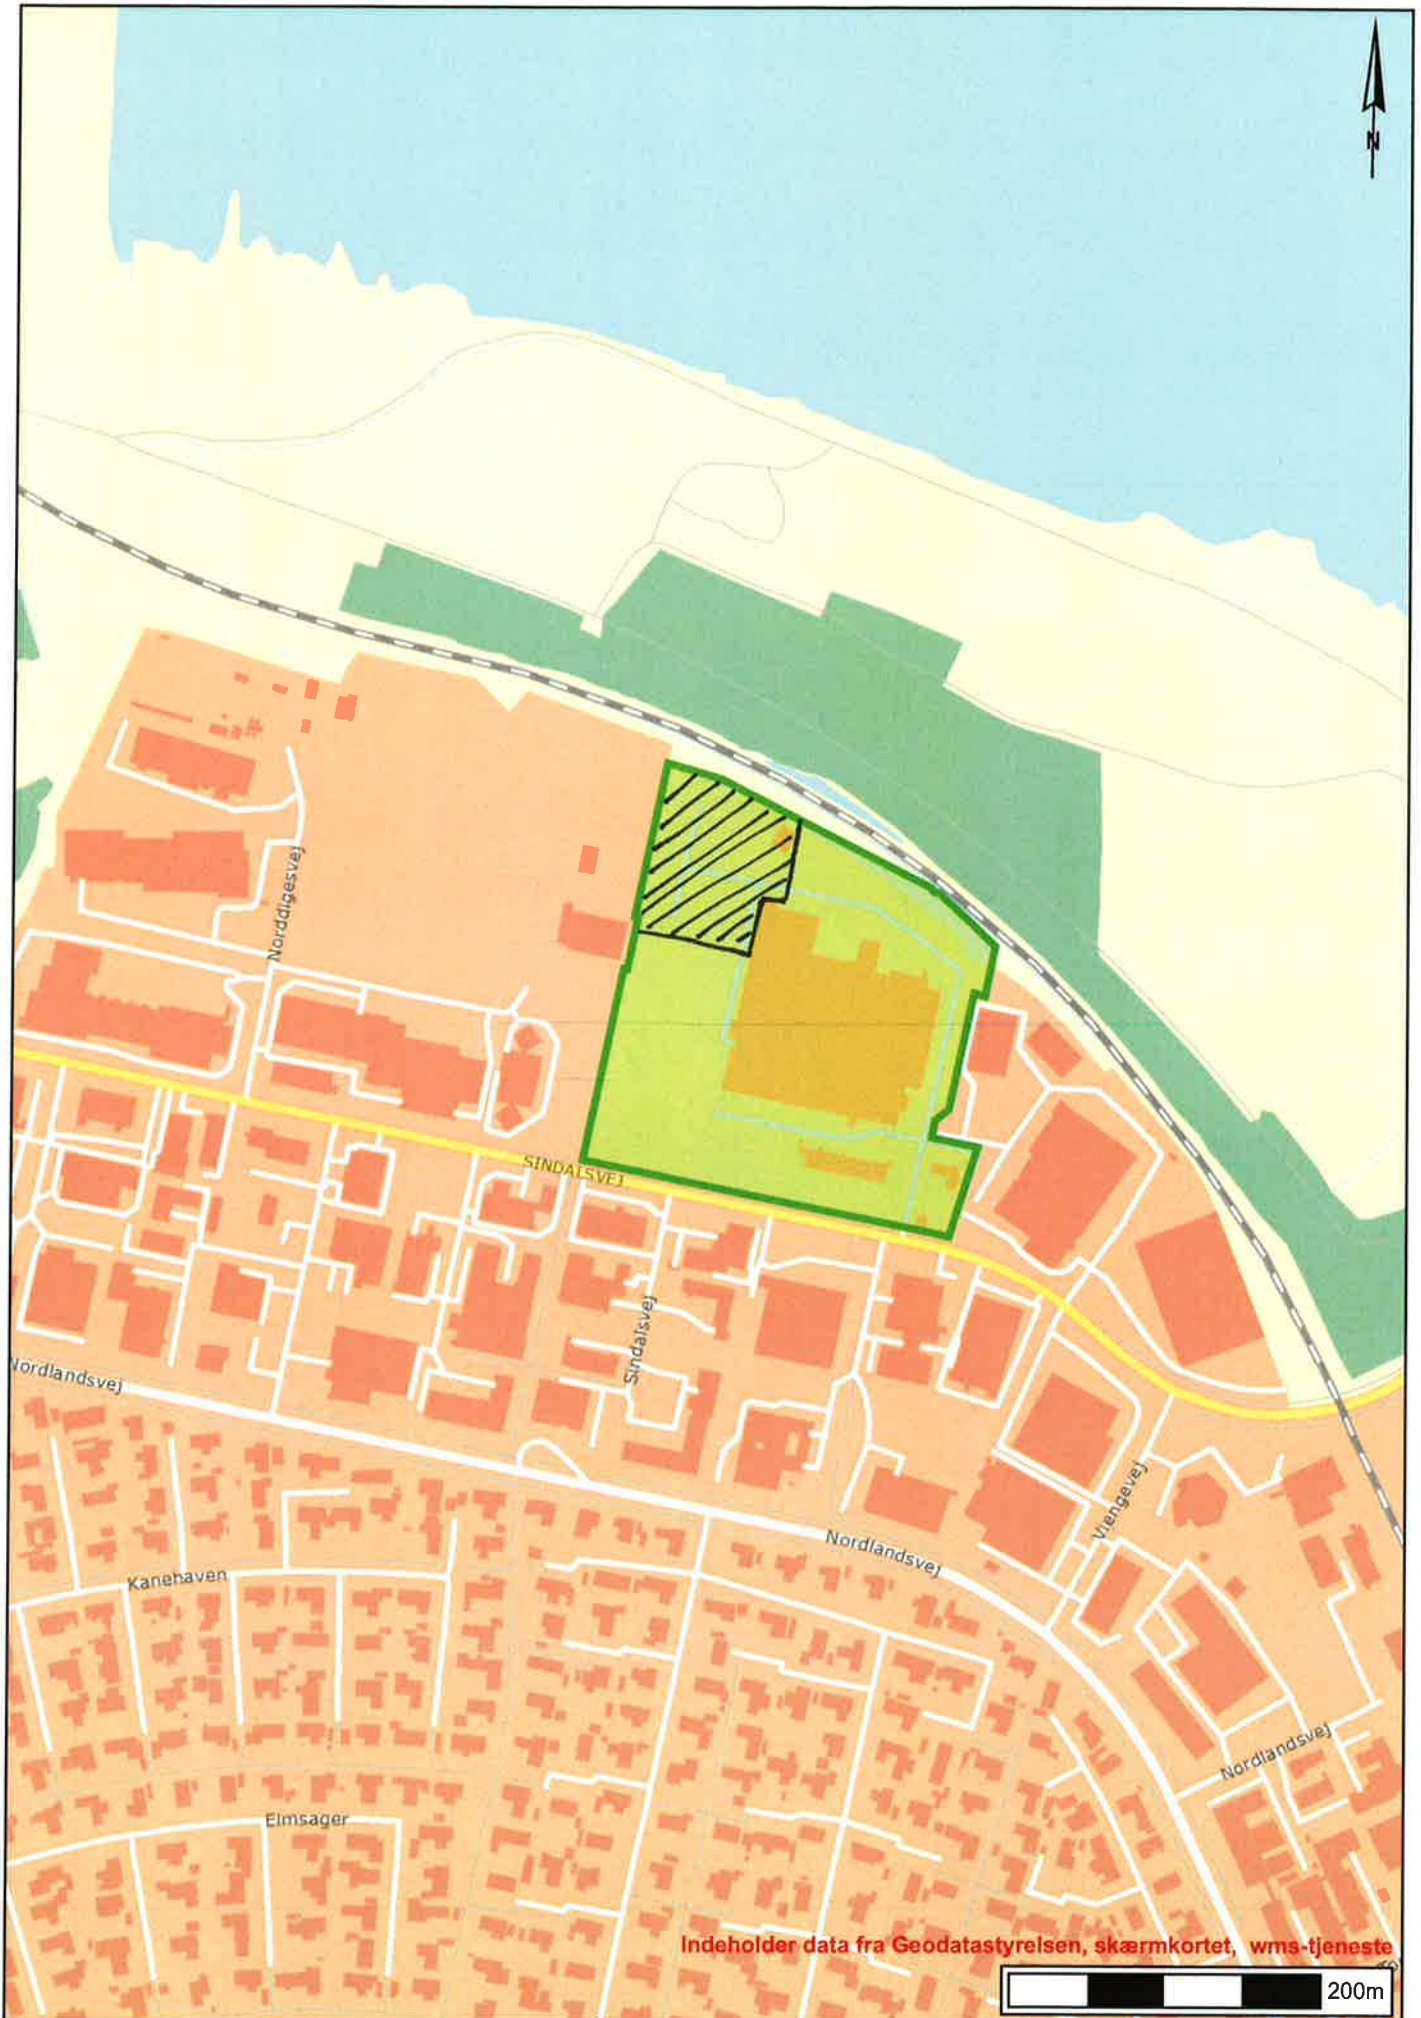 N
Norddigesvej
SINDALSVEJ
Sindalsvej
Nordlandsvej
Nordlandsvej
Viengevej
Kanehaven
Nordlandsvej
Elmsager
Indeholder data fra Geodatastyrelsen, skærmkortet, wms-tjeneste
200m